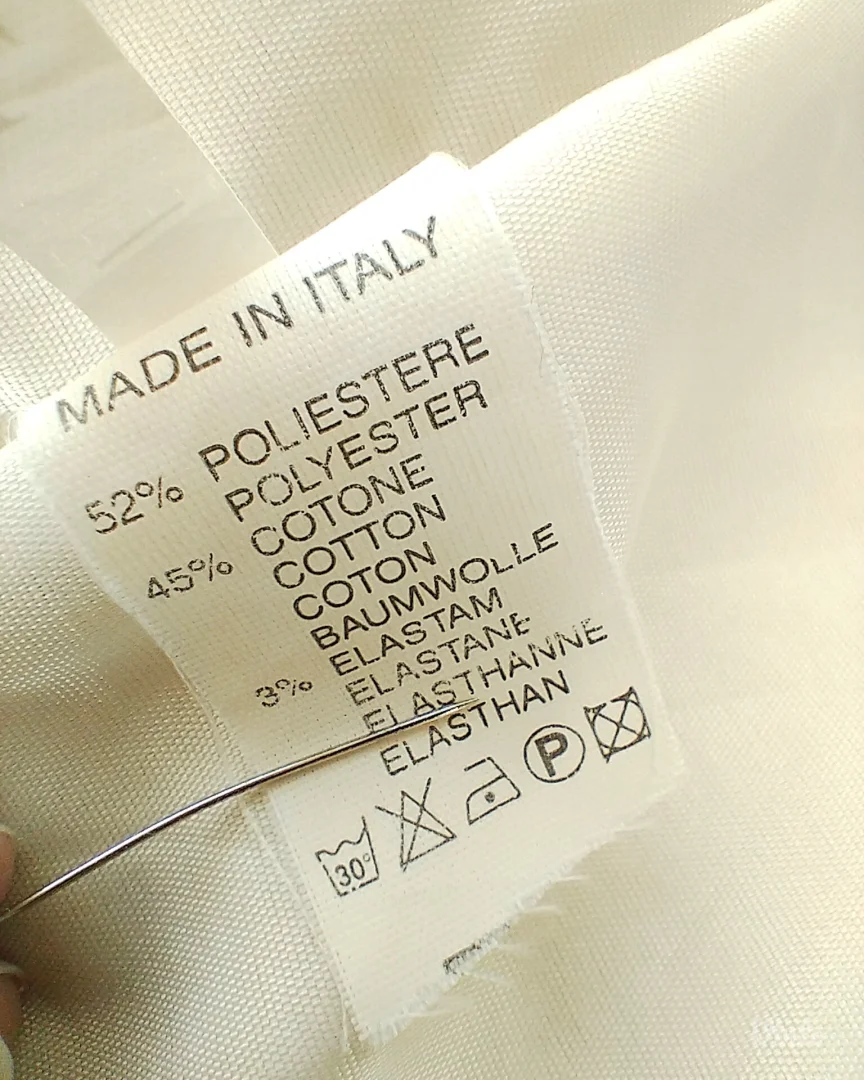 MADE IN ITALY
52% POLIESTERE
POLYESTER
45% COTONE
COTTON
COTON
BAUMWOLLE
3% ELASTAM
ELASTANE
ELASTHANNE
ELASTHAN
30° P